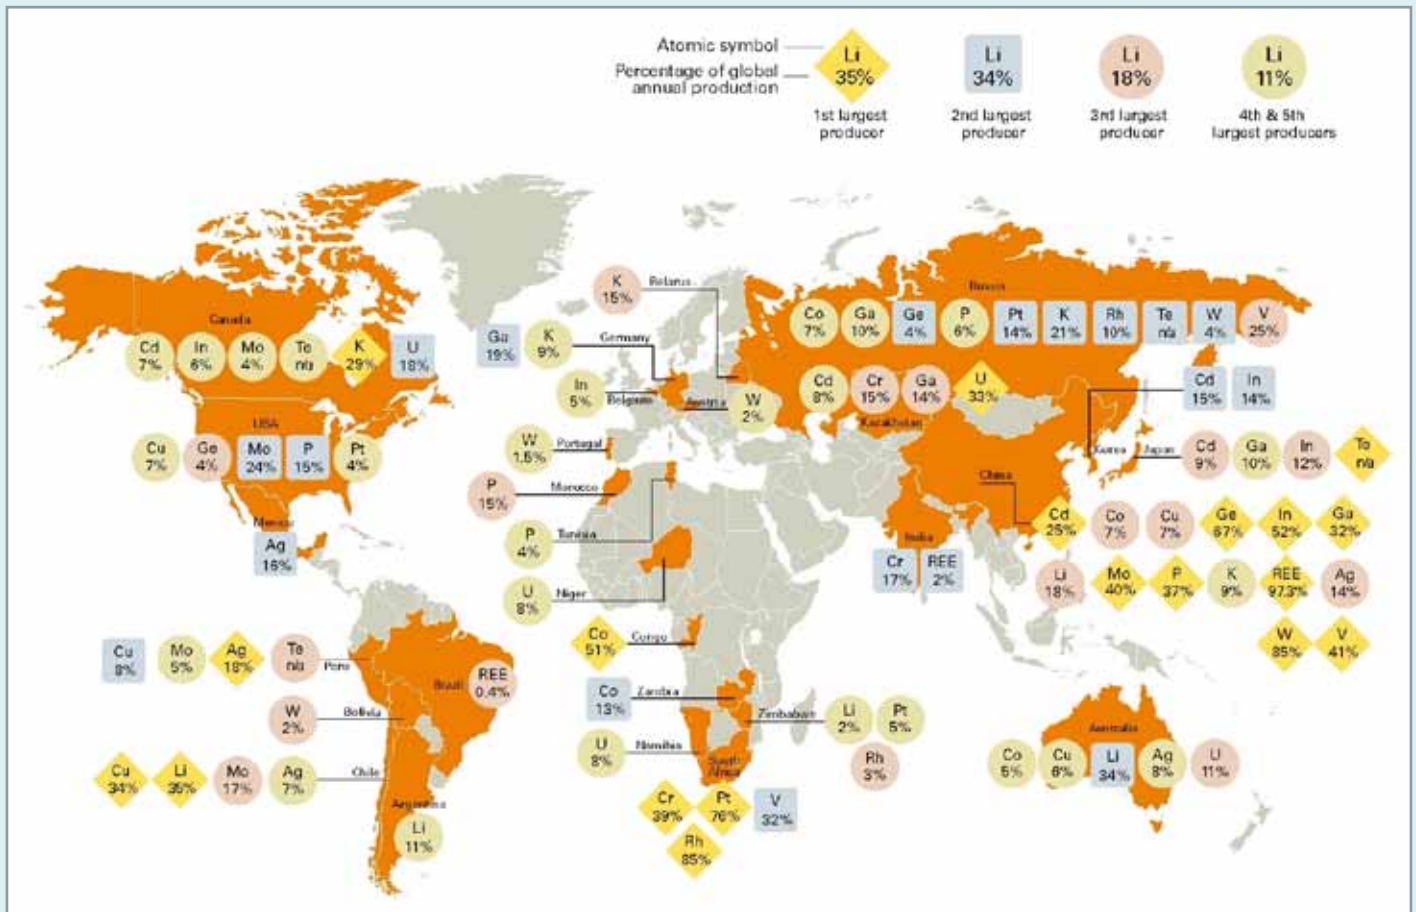 Atomic symbol
Percentage of global
annual production
Li
35%
1st largest
producer
Li
34%
2nd largest
producer
Li
18%
3rd largest
producer
Li
11%
4th & 5th
largest producers
Canada
Cd
7%
In
6%
Mo
4%
Te
n/a
K
29%
U
18%
USA
Cu
7%
Ge
4%
Mo
24%
P
15%
Pt
4%
Mexico
Ag
16%
Cu
8%
Mo
5%
Ag
18%
Te
n/a
Peru
Brazil
REE
0.4%
W
2%
Bolivia
Cu
34%
Li
35%
Mo
17%
Ag
7%
Chile
Argentina
Li
11%
K
15%
Belarus
Ga
19%
K
9%
Germany
In
5%
Belgium
Austria
W
2%
W
1.5%
Portugal
P
15%
Morocco
P
4%
Tunisia
U
8%
Niger
Co
51%
Congo
Co
13%
Zambia
U
8%
Namibia
Zimbabwe
Li
2%
Pt
5%
Rh
3%
South
Africa
Cr
39%
Pt
76%
V
32%
Rh
85%
Russia
Co
7%
Ga
10%
Ge
4%
P
6%
Pt
14%
K
21%
Rh
10%
Te
n/a
W
4%
V
25%
Cd
8%
Cr
15%
Ga
14%
U
33%
Kazakhstan
Cd
15%
In
14%
Korea
Japan
Cd
9%
Ga
10%
In
12%
Te
n/a
China
Cd
25%
Co
7%
Cu
7%
Ge
67%
In
52%
Ga
32%
Li
18%
Mo
40%
P
37%
K
9%
REE
97.3%
Ag
14%
W
85%
V
41%
India
Cr
17%
REE
2%
Australia
Co
5%
Cu
6%
Li
34%
Ag
8%
U
11%